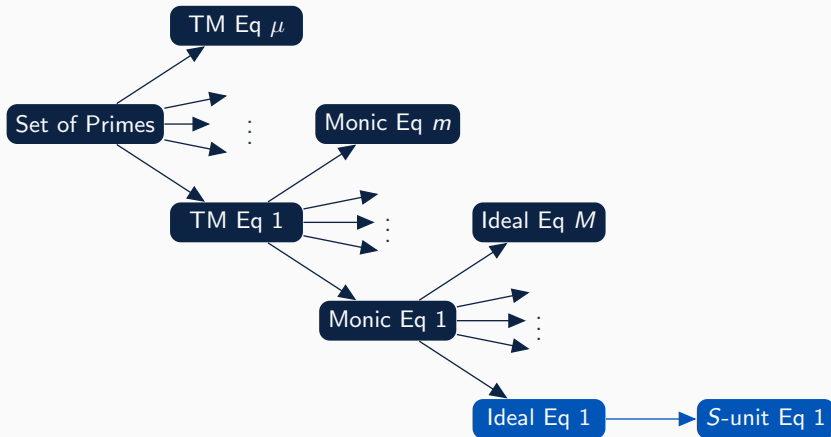 TM Eq μ
Set of Primes
⋮
Monic Eq m
TM Eq 1
⋮
Ideal Eq M
Monic Eq 1
⋮
Ideal Eq 1
S-unit Eq 1